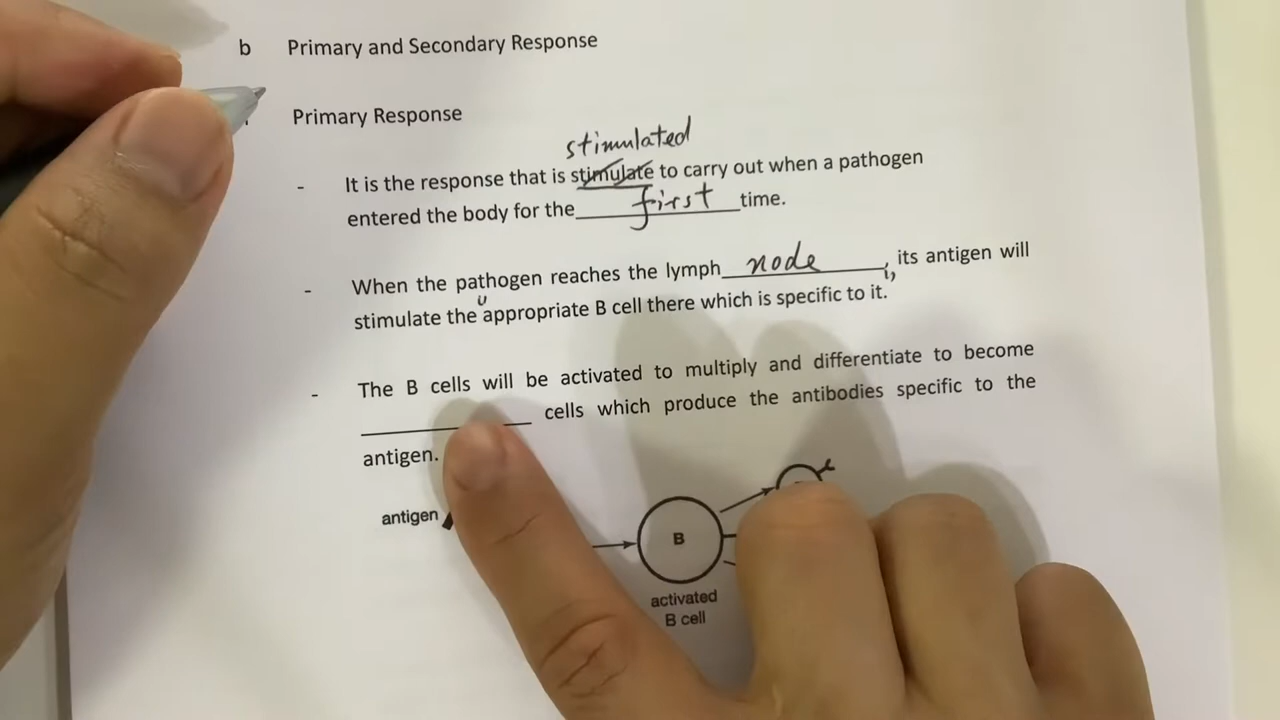 b Primary and Secondary Response
Primary Response
stimulated
- It is the response that is stimulate to carry out when a pathogen
entered the body for the first time.
- When the pathogen reaches the lymph node, its antigen will
stimulate the appropriate B cell there which is specific to it.
- The B cells will be activated to multiply and differentiate to become
__________ cells which produce the antibodies specific to the
antigen.
antigen
B
activated
B cell